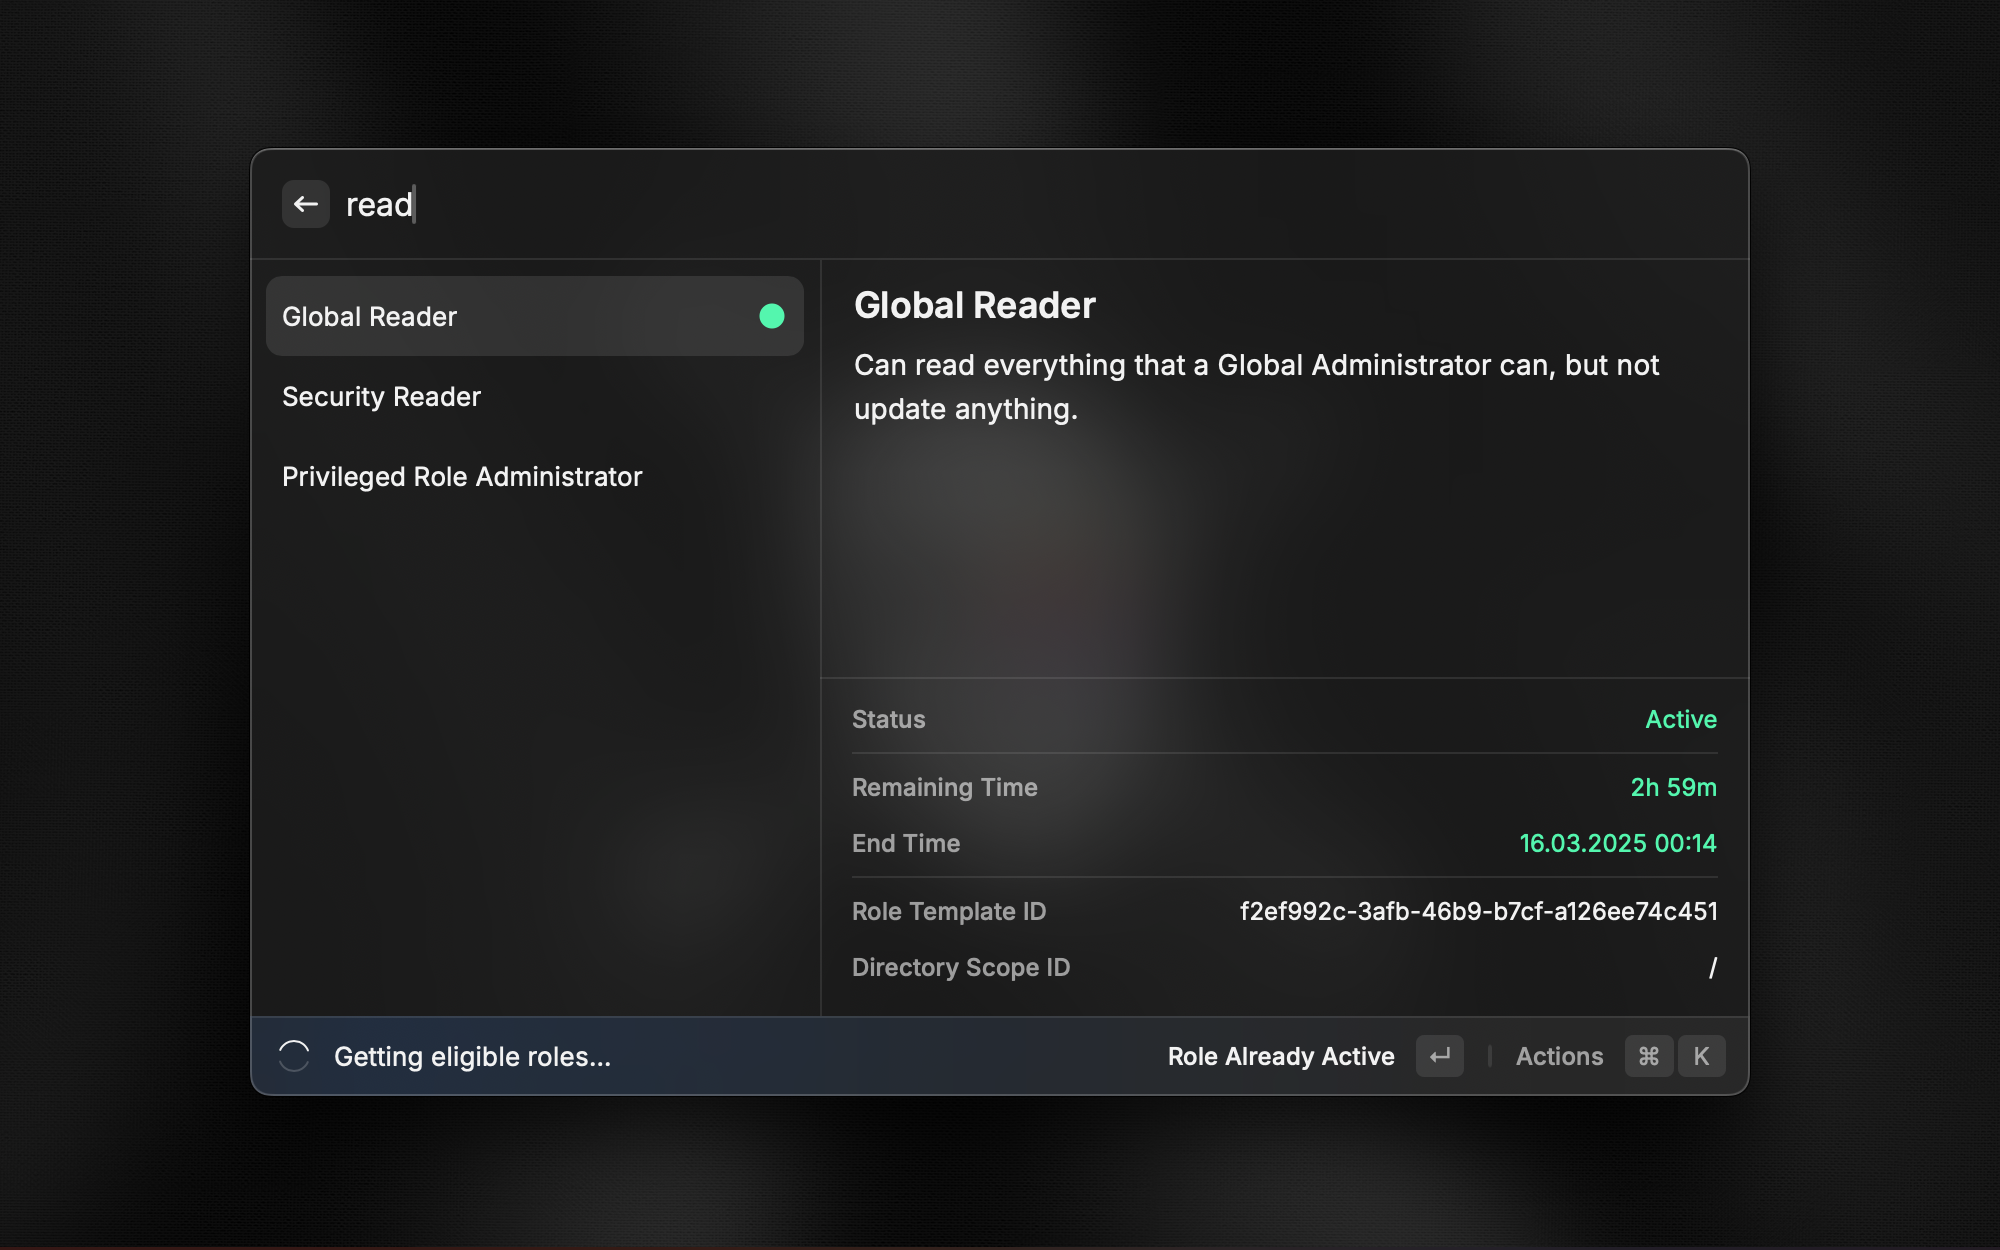 read
Global Reader
Security Reader
Privileged Role Administrator
Global Reader
Can read everything that a Global Administrator can, but not
update anything.
Status Active
Remaining Time 2h 59m
End Time 16.03.2025 00:14
Role Template ID f2ef992c-3afb-46b9-b7cf-a126ee74c451
Directory Scope ID /
Getting eligible roles... Role Already Active ↵ | Actions ⌘ K